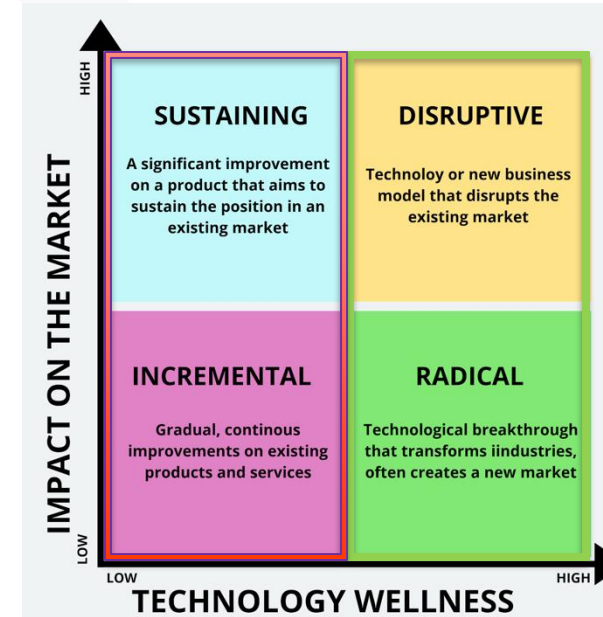 HIGH
IMPACT ON THE MARKET
LOW
SUSTAINING
A significant improvement
on a product that aims to
sustain the position in an
existing market
DISRUPTIVE
Technoloy or new business
model that disrupts the
existing market
INCREMENTAL
Gradual, continous
improvements on existing
products and services
RADICAL
Technological breakthrough
that transforms iindustries,
often creates a new market
LOW
HIGH
TECHNOLOGY WELLNESS